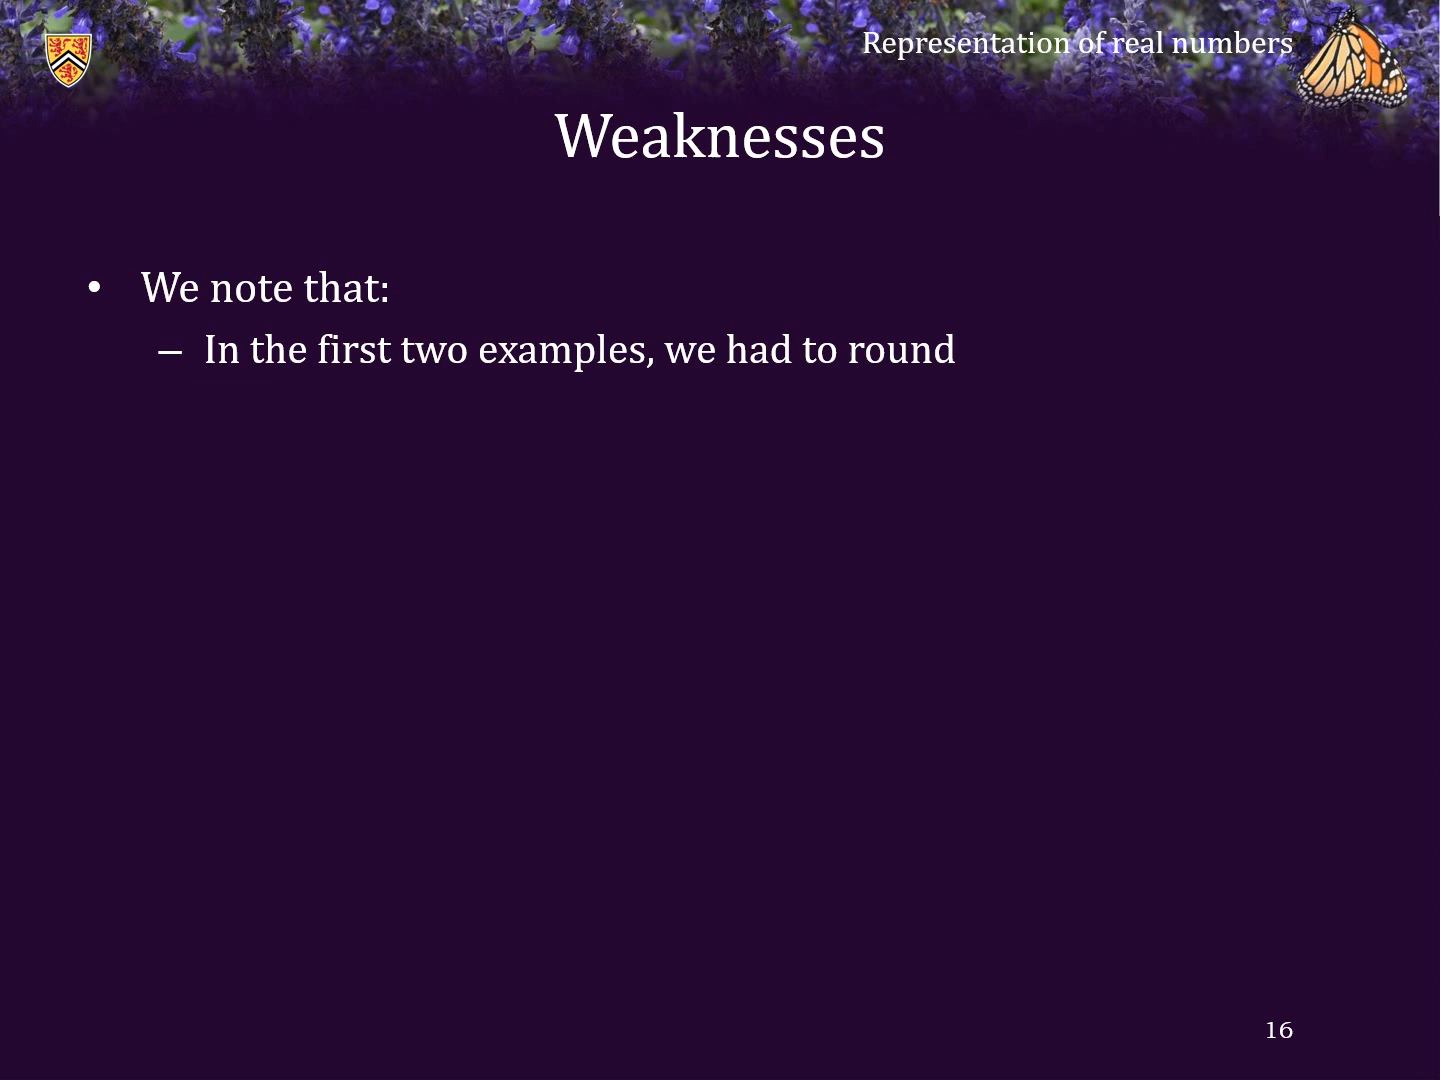 Representation of real numbers
Weaknesses
• We note that:
– In the first two examples, we had to round
16